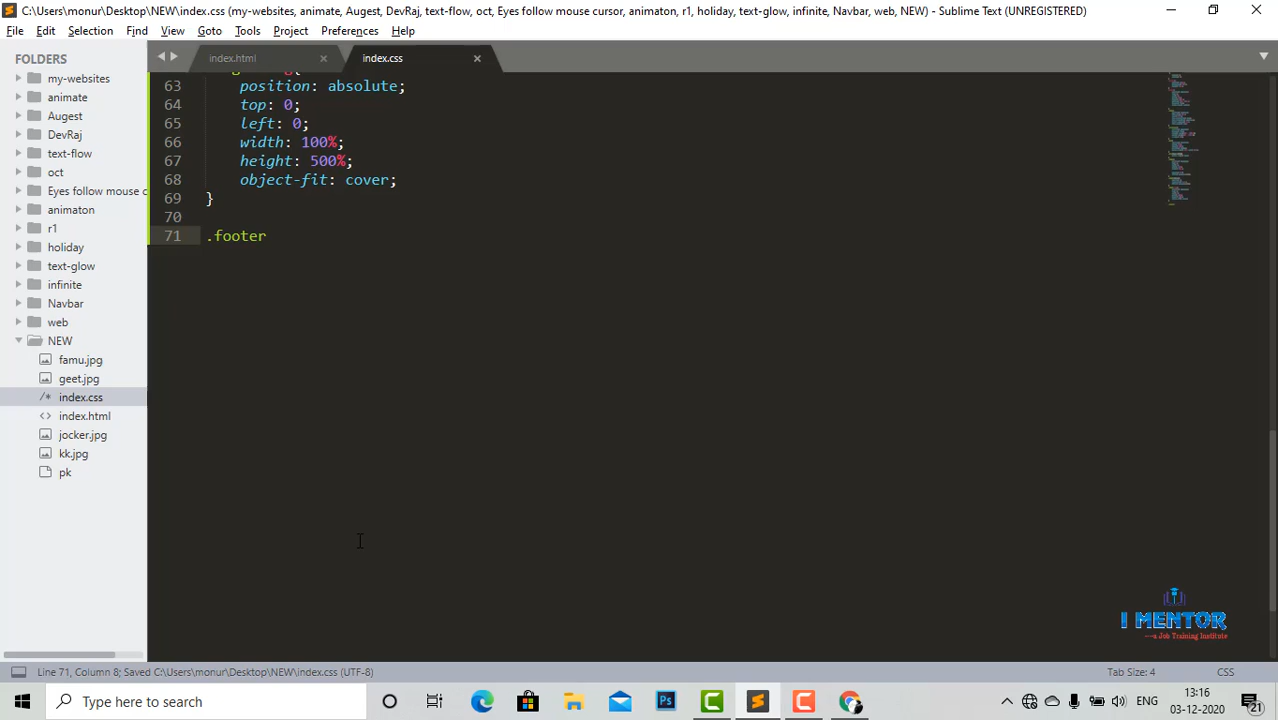 C:\Users\monur\Desktop\NEW\index.css (my-websites, animate, Augest, DevRaj, text-flow, oct, Eyes follow mouse cursor, animaton, r1, holiday, text-glow, infinite, Navbar, web, NEW) - Sublime Text (UNREGISTERED)
File Edit Selection Find View Goto Tools Project Preferences Help
FOLDERS
my-websites
animate
Augest
DevRaj
text-flow
oct
Eyes follow mouse c
animaton
r1
holiday
text-glow
infinite
Navbar
web
NEW
famu.jpg
geet.jpg
/* index.css
<> index.html
jocker.jpg
kk.jpg
pk
index.html × index.css ×
63 position: absolute;
64 top: 0;
65 left: 0;
66 width: 100%;
67 height: 500%;
68 object-fit: cover;
69 }
70
71 .footer
I MENTOR
...a Job Training Institute
Line 71, Column 8; Saved C:\Users\monur\Desktop\NEW\index.css (UTF-8) Tab Size: 4 CSS
Type here to search
Ps
ENG
13:16
03-12-2020
21